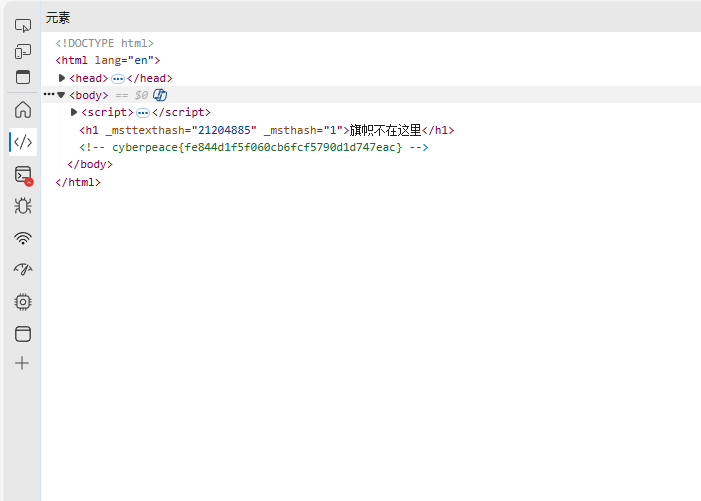 元素
<!DOCTYPE html>
<html lang="en">
<head> ••• </head>
••• <body> == $0
<script> ••• </script>
<h1 _msttexthash="21204885" _msthash="1">旗帜不在这里</h1>
<!-- cyberpeace{fe844d1f5f060cb6fcf5790d1d747eac} -->
</body>
</html>